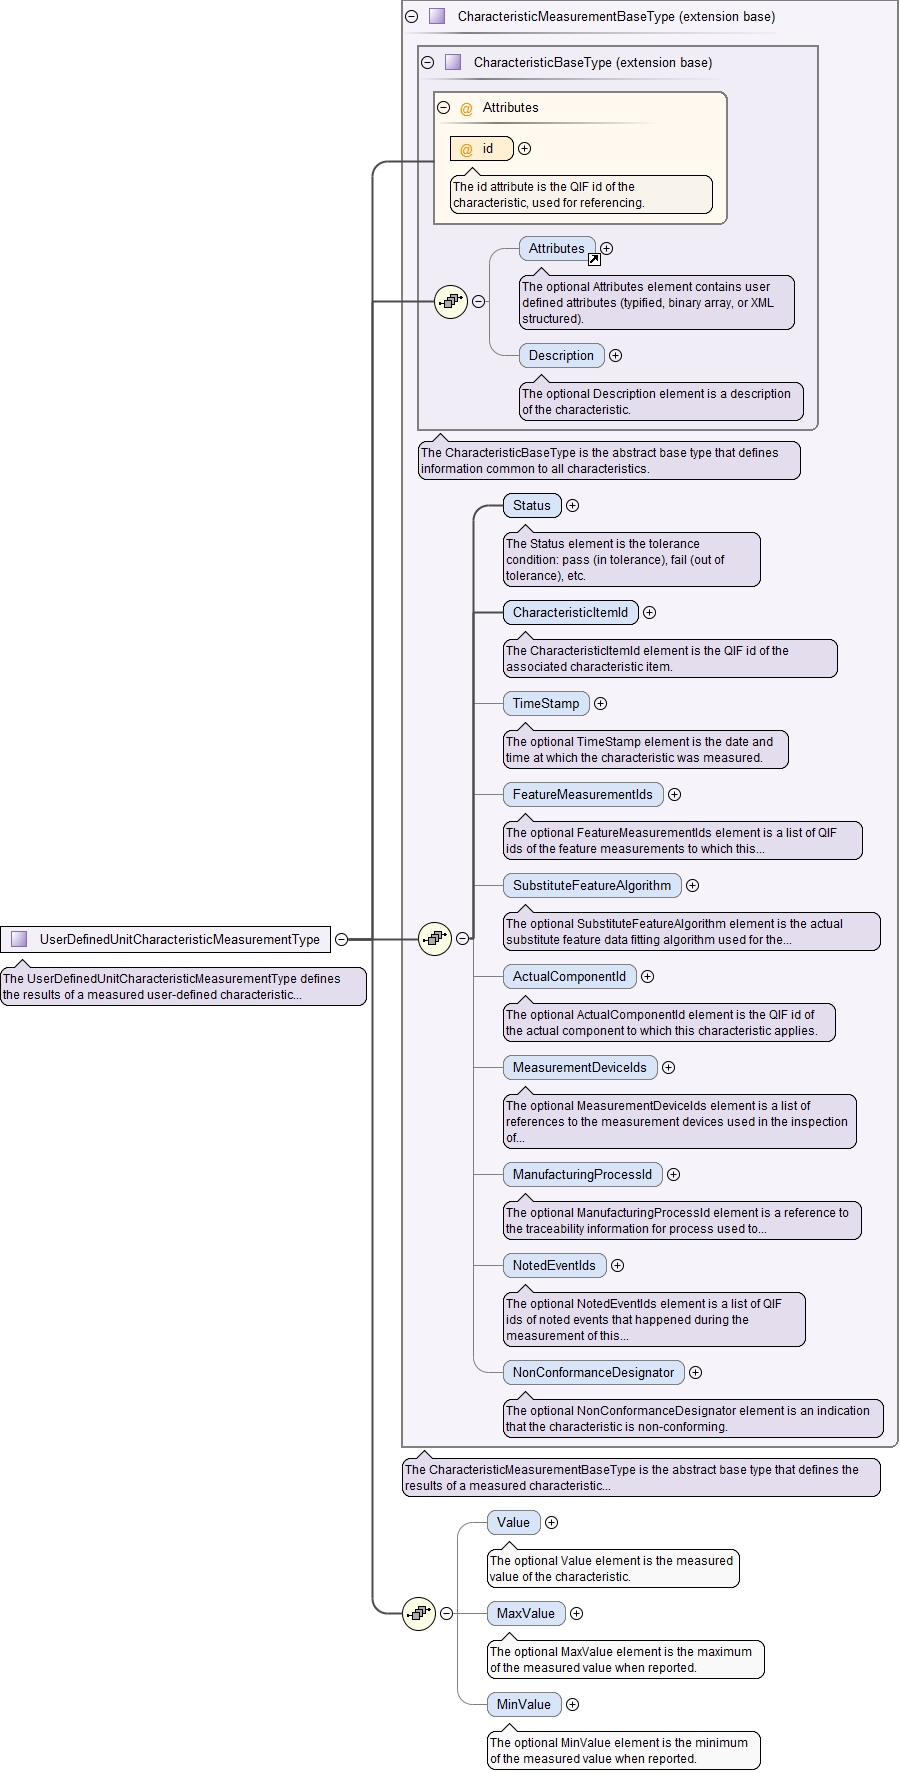 CharacteristicMeasurementBaseType (extension base)
CharacteristicBaseType (extension base)
@ Attributes
@ id
The id attribute is the QIF id of the
characteristic, used for referencing.
Attributes
The optional Attributes element contains user
defined attributes (typified, binary array, or XML
structured).
Description
The optional Description element is a description
of the characteristic.
The CharacteristicBaseType is the abstract base type that defines
information common to all characteristics.
Status
The Status element is the tolerance
condition: pass (in tolerance), fail (out of
tolerance), etc.
CharacteristicItemId
The CharacteristicItemId element is the QIF id of the
associated characteristic item.
TimeStamp
The optional TimeStamp element is the date and
time at which the characteristic was measured.
FeatureMeasurementIds
The optional FeatureMeasurementIds element is a list of QIF
ids of the feature measurements to which this...
SubstituteFeatureAlgorithm
The optional SubstituteFeatureAlgorithm element is the actual
substitute feature data fitting algorithm used for the...
UserDefinedUnitCharacteristicMeasurementType
The UserDefinedUnitCharacteristicMeasurementType defines
the results of a measured user-defined characteristic...
ActualComponentId
The optional ActualComponentId element is the QIF id of
the actual component to which this characteristic applies.
MeasurementDeviceIds
The optional MeasurementDeviceIds element is a list of
references to the measurement devices used in the inspection
of...
ManufacturingProcessId
The optional ManufacturingProcessId element is a reference to
the traceability information for process used to...
NotedEventIds
The optional NotedEventIds element is a list of QIF
ids of noted events that happened during the
measurement of this...
NonConformanceDesignator
The optional NonConformanceDesignator element is an indication
that the characteristic is non-conforming.
The CharacteristicMeasurementBaseType is the abstract base type that defines the
results of a measured characteristic...
Value
The optional Value element is the measured
value of the characteristic.
MaxValue
The optional MaxValue element is the maximum
of the measured value when reported.
MinValue
The optional MinValue element is the minimum
of the measured value when reported.